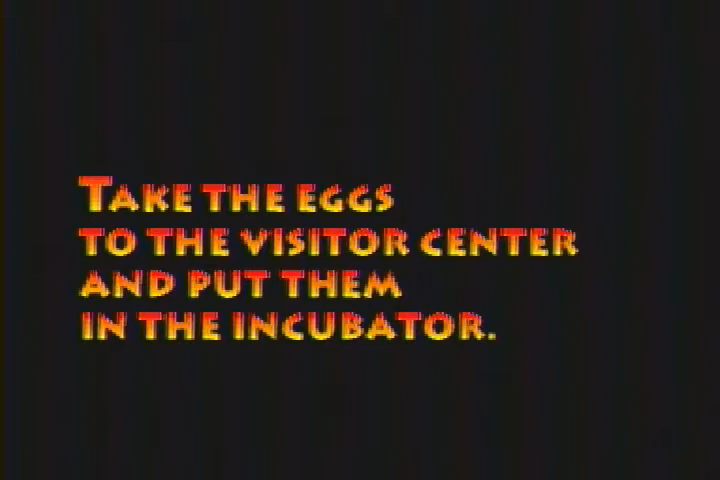 Take the eggs
to the visitor center
and put them
in the incubator.